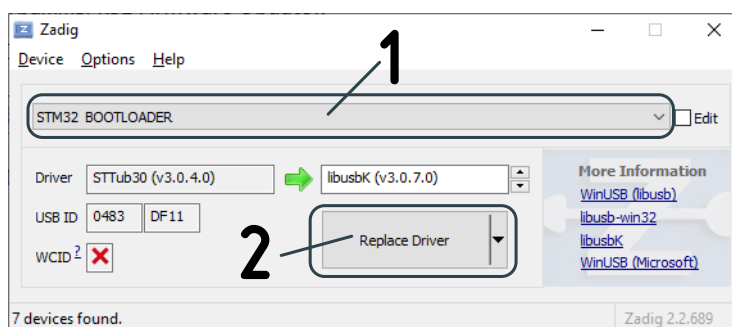 Zadig
Device Options Help
1
STM32 BOOTLOADER
Edit
Driver STTub30 (v3.0.4.0) libusbK (v3.0.7.0)
More Information
WinUSB (libusb)
libusb-win32
libusbK
WinUSB (Microsoft)
USB ID 0483 DF11
WCID ?
2
Replace Driver
7 devices found.
Zadig 2.2.689